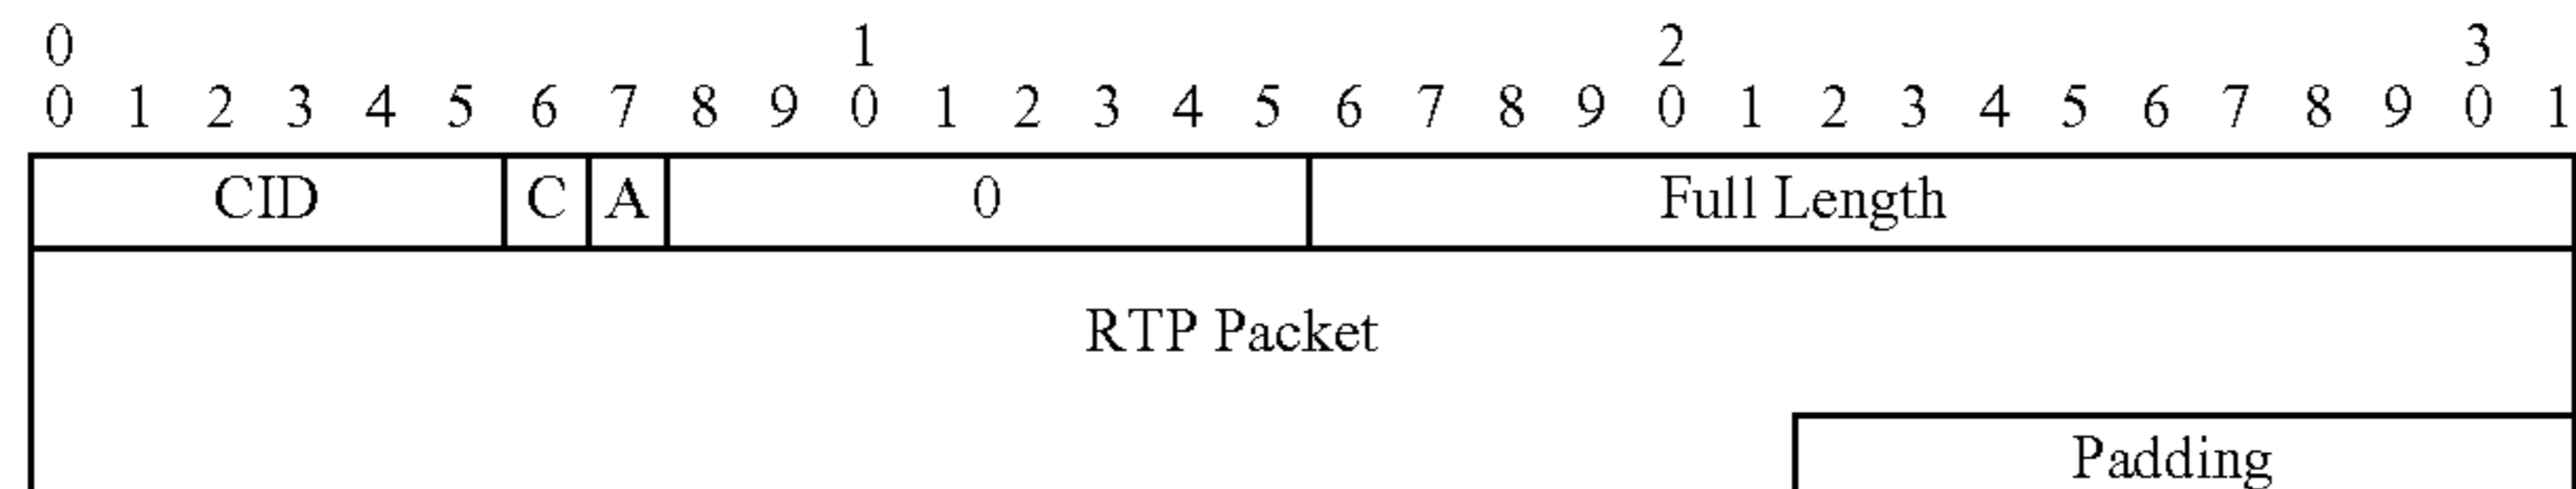 0 1 2 3
0 1 2 3 4 5 6 7 8 9 0 1 2 3 4 5 6 7 8 9 0 1 2 3 4 5 6 7 8 9 0 1
CID C A 0 Full Length
RTP Packet
Padding